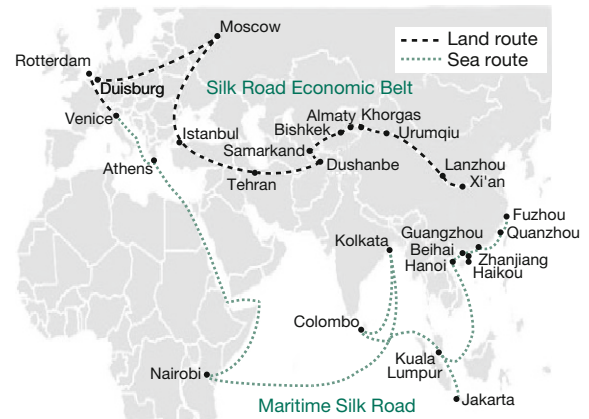 Moscow
Land route
Sea route
Rotterdam
Duisburg
Silk Road Economic Belt
Venice
Almaty
Khorgas
Bishkek
Urumqiu
Istanbul
Samarkand
Athens
Dushanbe
Lanzhou
Tehran
Xi'an
Fuzhou
Guangzhou
Quanzhou
Kolkata
Beihai
Zhanjiang
Hanoi
Haikou
Colombo
Kuala
Lumpur
Nairobi
Jakarta
Maritime Silk Road